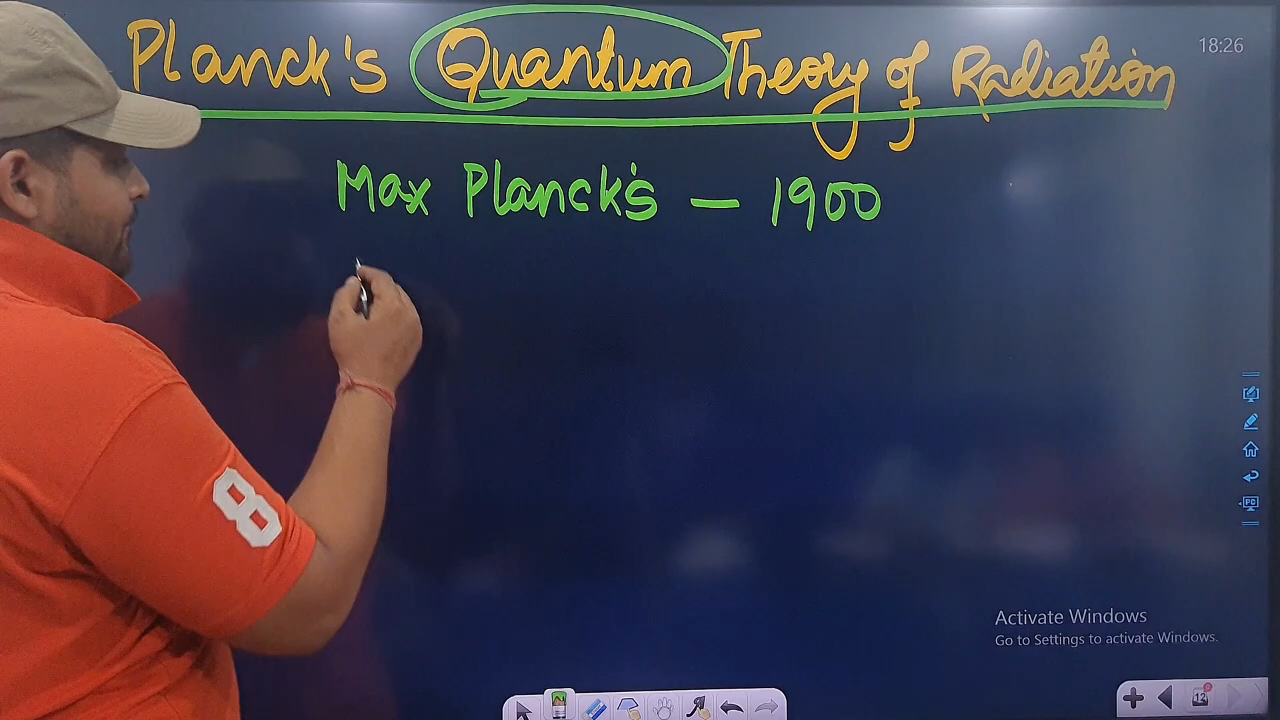 Planck's Quantum Theory of Radiation
18:26
Max Planck's — 1900
8
Activate Windows
Go to Settings to activate Windows.
12